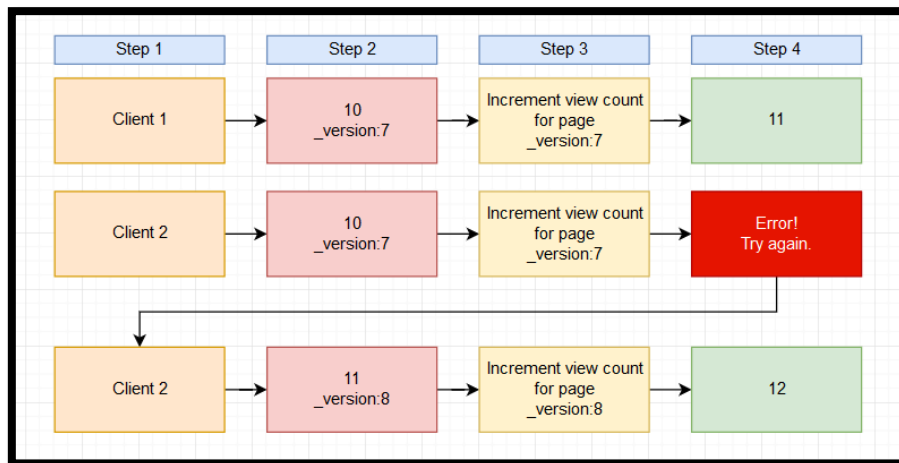 Step 1
Step 2
Step 3
Step 4
Client 1
10
_version:7
Increment view count
for page
_version:7
11
Client 2
10
_version:7
Increment view count
for page
_version:7
Error!
Try again.
Client 2
11
_version:8
Increment view count
for page
_version:8
12